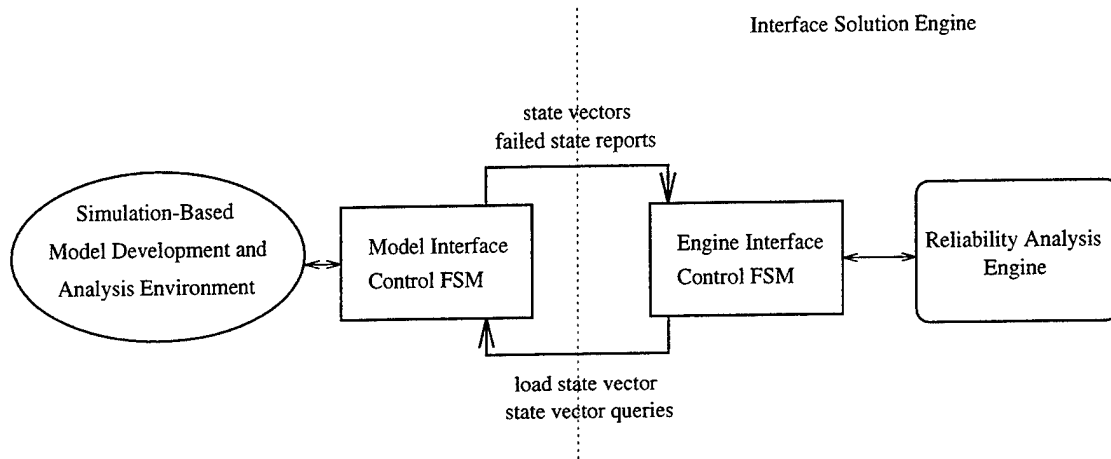 Interface Solution Engine
state vectors
failed state reports
Simulation-Based
Model Development and
Analysis Environment
Model Interface
Control FSM
Engine Interface
Control FSM
Reliability Analysis
Engine
load state vector
state vector queries